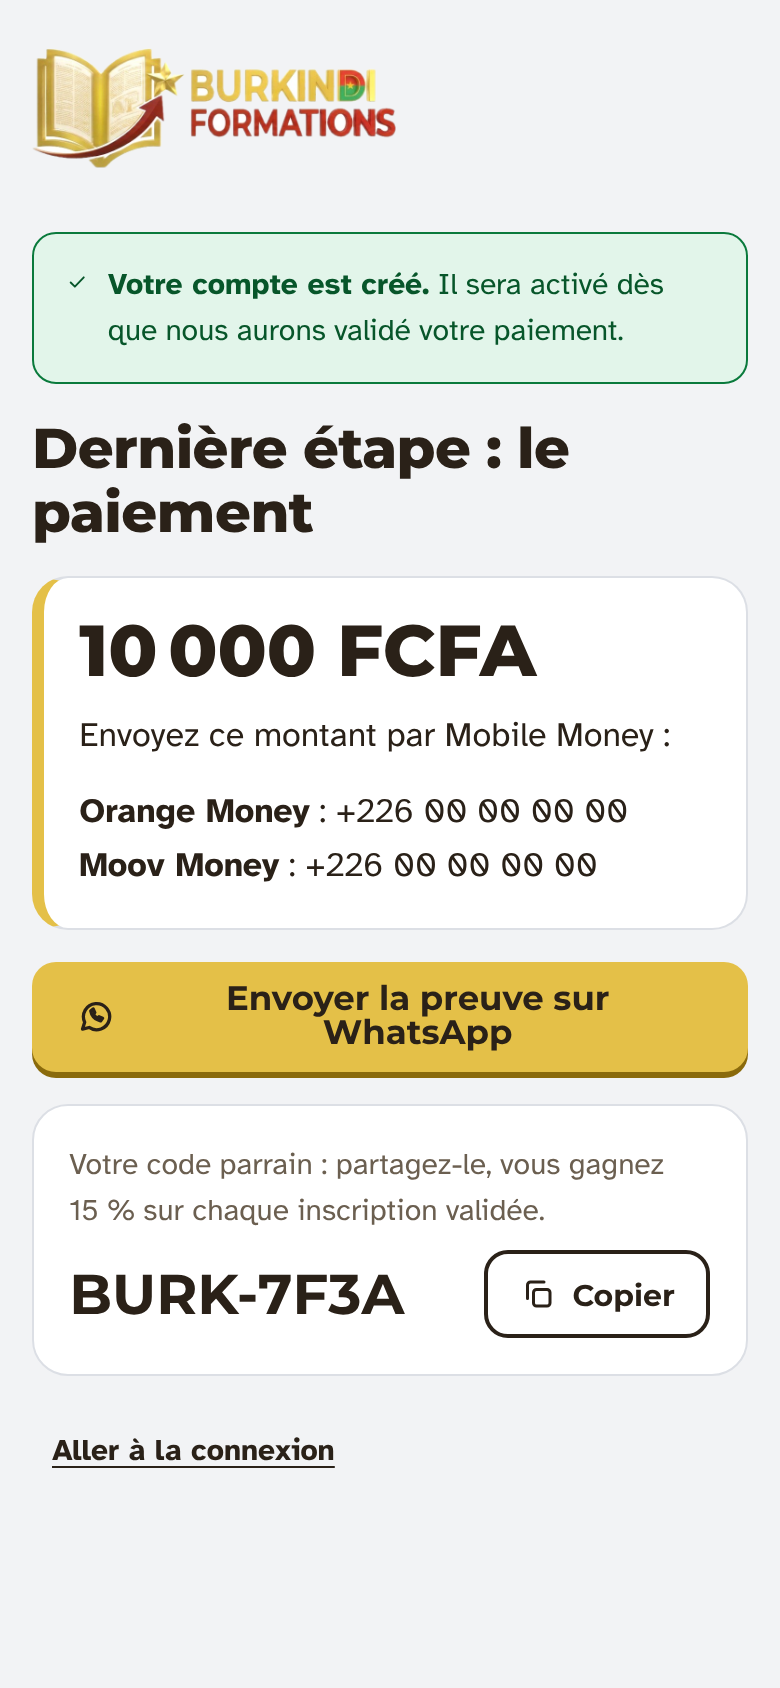 BURKINDI
FORMATIONS
Votre compte est créé. Il sera activé dès
que nous aurons validé votre paiement.
Dernière étape : le
paiement
10 000 FCFA
Envoyez ce montant par Mobile Money :
Orange Money : +226 00 00 00 00
Moov Money : +226 00 00 00 00
Envoyer la preuve sur
WhatsApp
Votre code parrain : partagez-le, vous gagnez
15 % sur chaque inscription validée.
BURK-7F3A
Copier
Aller à la connexion